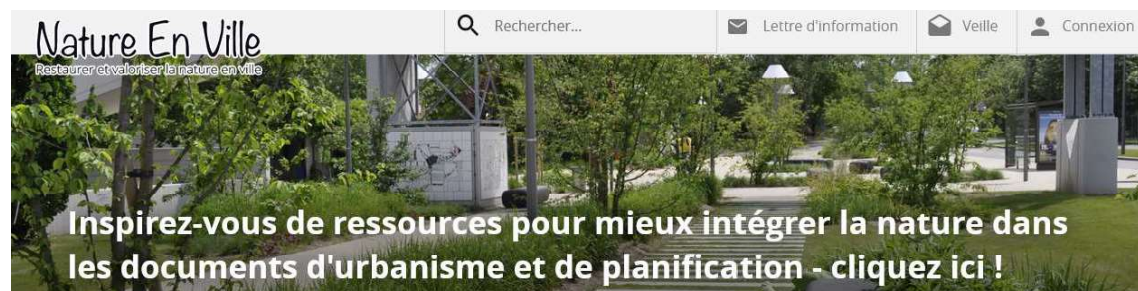 Nature En Ville
Restaurer et valoriser la nature en ville
Rechercher...
Lettre d'information
Veille
Connexion
Inspirez-vous de ressources pour mieux intégrer la nature dans
les documents d'urbanisme et de planification - cliquez ici !